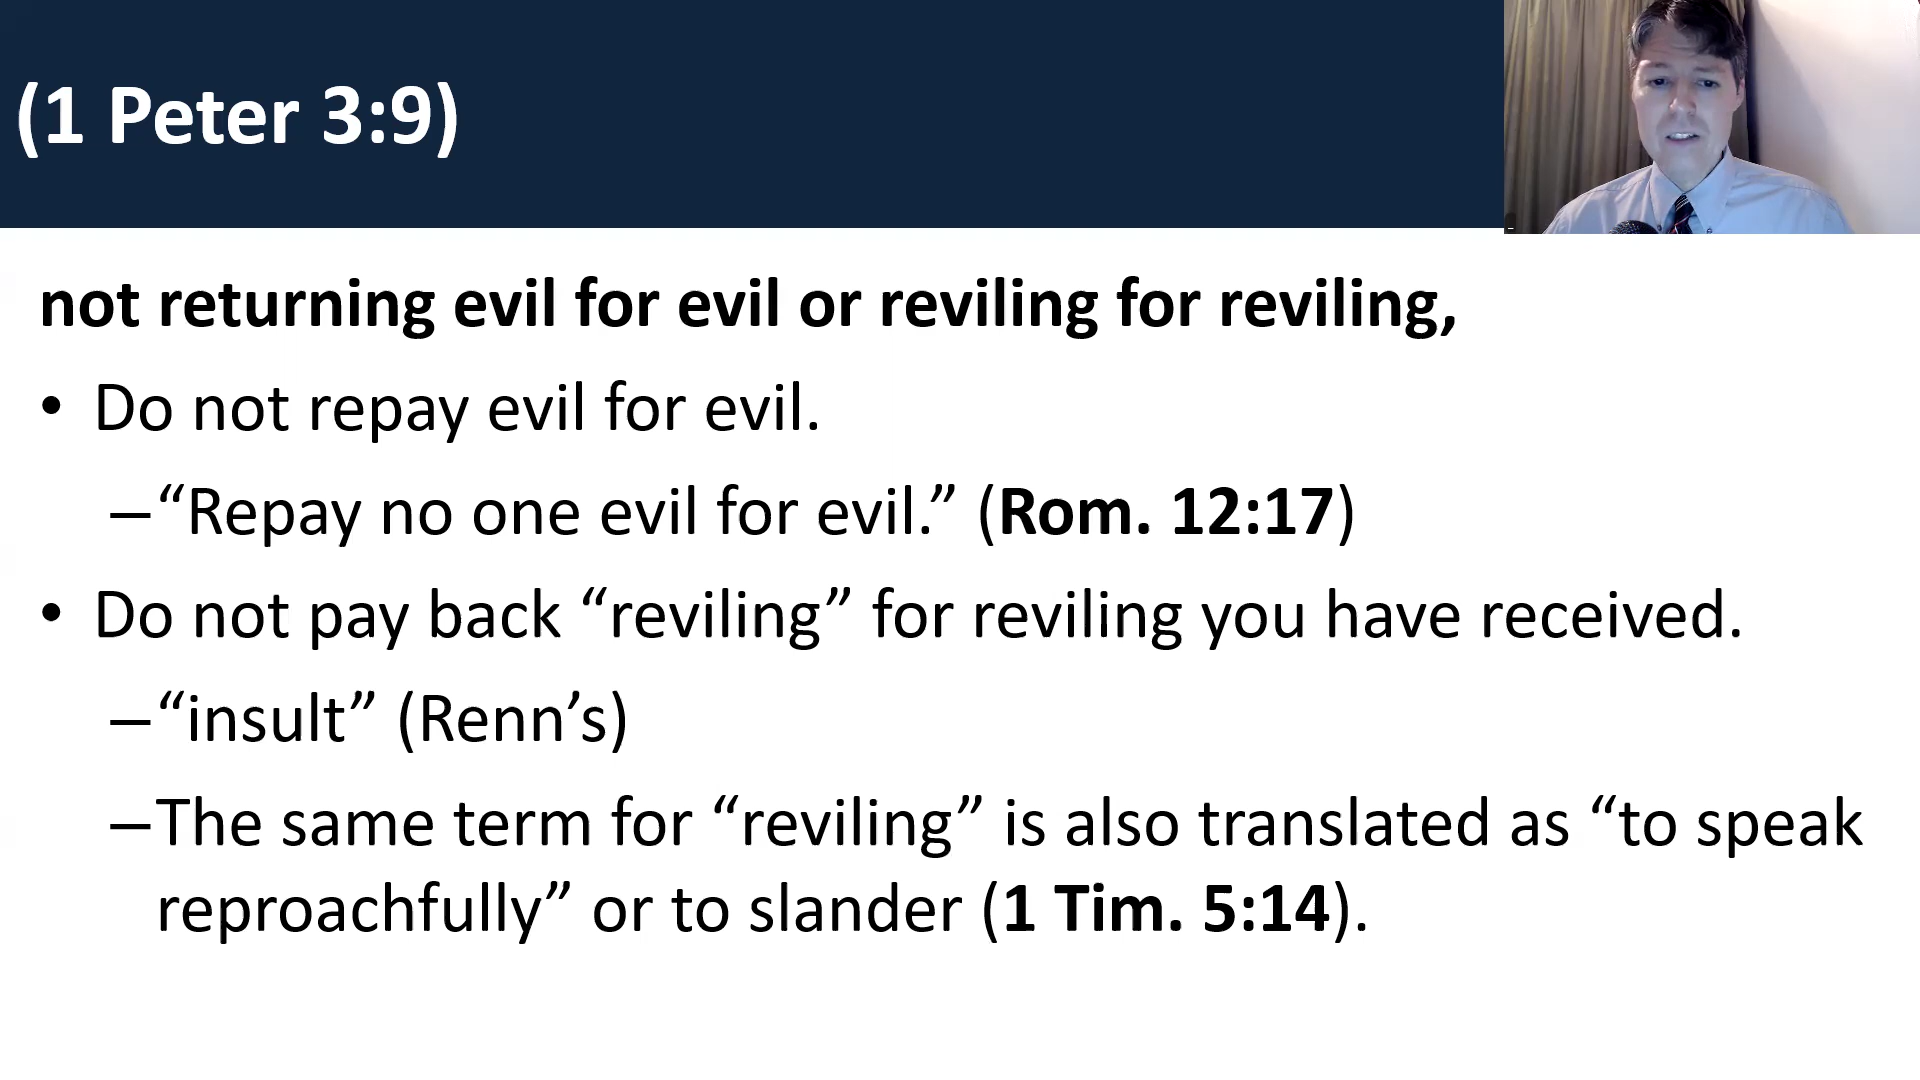 (1 Peter 3:9)
not returning evil for evil or reviling for reviling,
• Do not repay evil for evil.
–“Repay no one evil for evil.” (Rom. 12:17)
• Do not pay back “reviling” for reviling you have received.
–“insult” (Renn’s)
–The same term for “reviling” is also translated as “to speak
reproachfully” or to slander (1 Tim. 5:14).